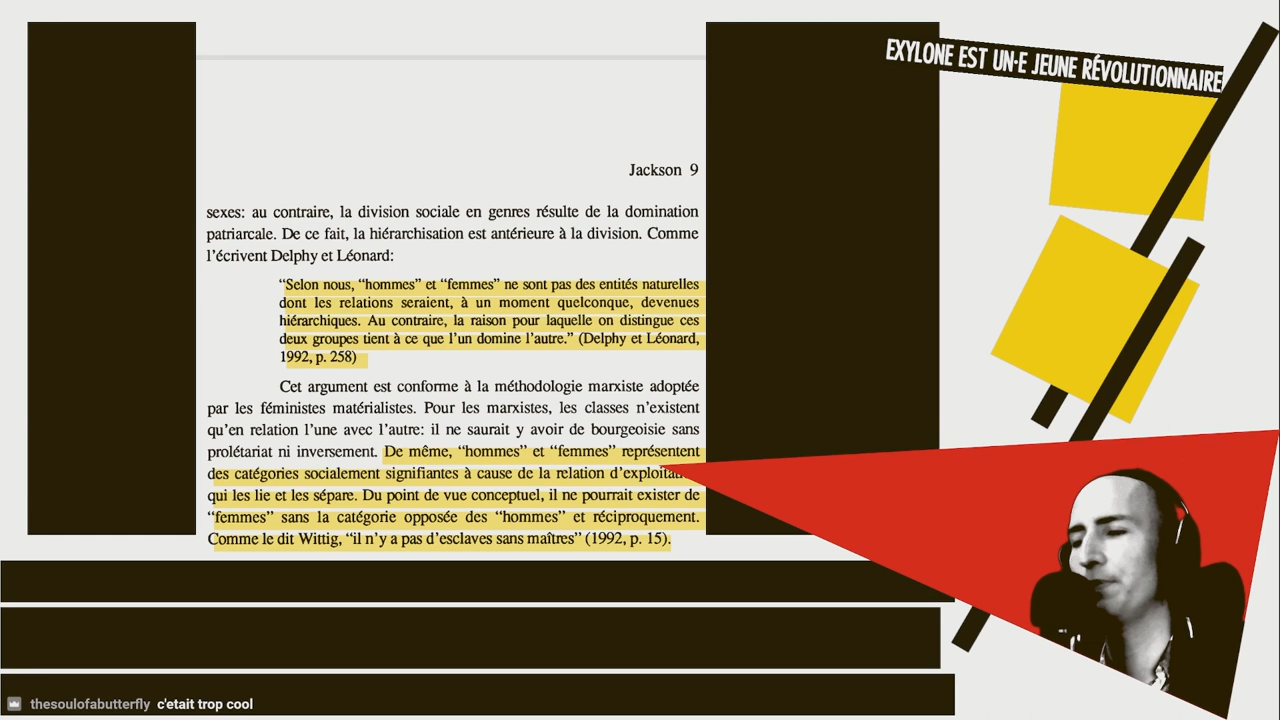 EXYLONE EST UN·E JEUNE RÉVOLUTIONNAIRE
Jackson 9
sexes: au contraire, la division sociale en genres résulte de la domination
patriarcale. De ce fait, la hiérarchisation est antérieure à la division. Comme
l'écrivent Delphy et Léonard:
“Selon nous, “hommes” et “femmes” ne sont pas des entités naturelles
dont les relations seraient, à un moment quelconque, devenues
hiérarchiques. Au contraire, la raison pour laquelle on distingue ces
deux groupes tient à ce que l'un domine l'autre.” (Delphy et Léonard,
1992, p. 258)
Cet argument est conforme à la méthodologie marxiste adoptée
par les féministes matérialistes. Pour les marxistes, les classes n'existent
qu'en relation l'une avec l'autre: il ne saurait y avoir de bourgeoisie sans
prolétariat ni inversement. De même, “hommes” et “femmes” représentent
des catégories socialement signifiantes à cause de la relation d'exploita
qui les lie et les sépare. Du point de vue conceptuel, il ne pourrait exister de
“femmes” sans la catégorie opposée des “hommes” et réciproquement.
Comme le dit Wittig, “il n'y a pas d'esclaves sans maîtres” (1992, p. 15).
thesoulofabutterfly c'etait trop cool